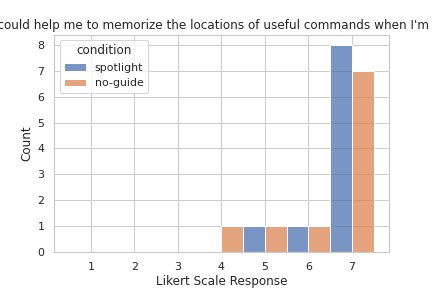 could help me to memorize the locations of useful commands when I'm
condition
spotlight
no-guide
8
7
6
5
4
3
2
1
0
Count
1 2 3 4 5 6 7
Likert Scale Response